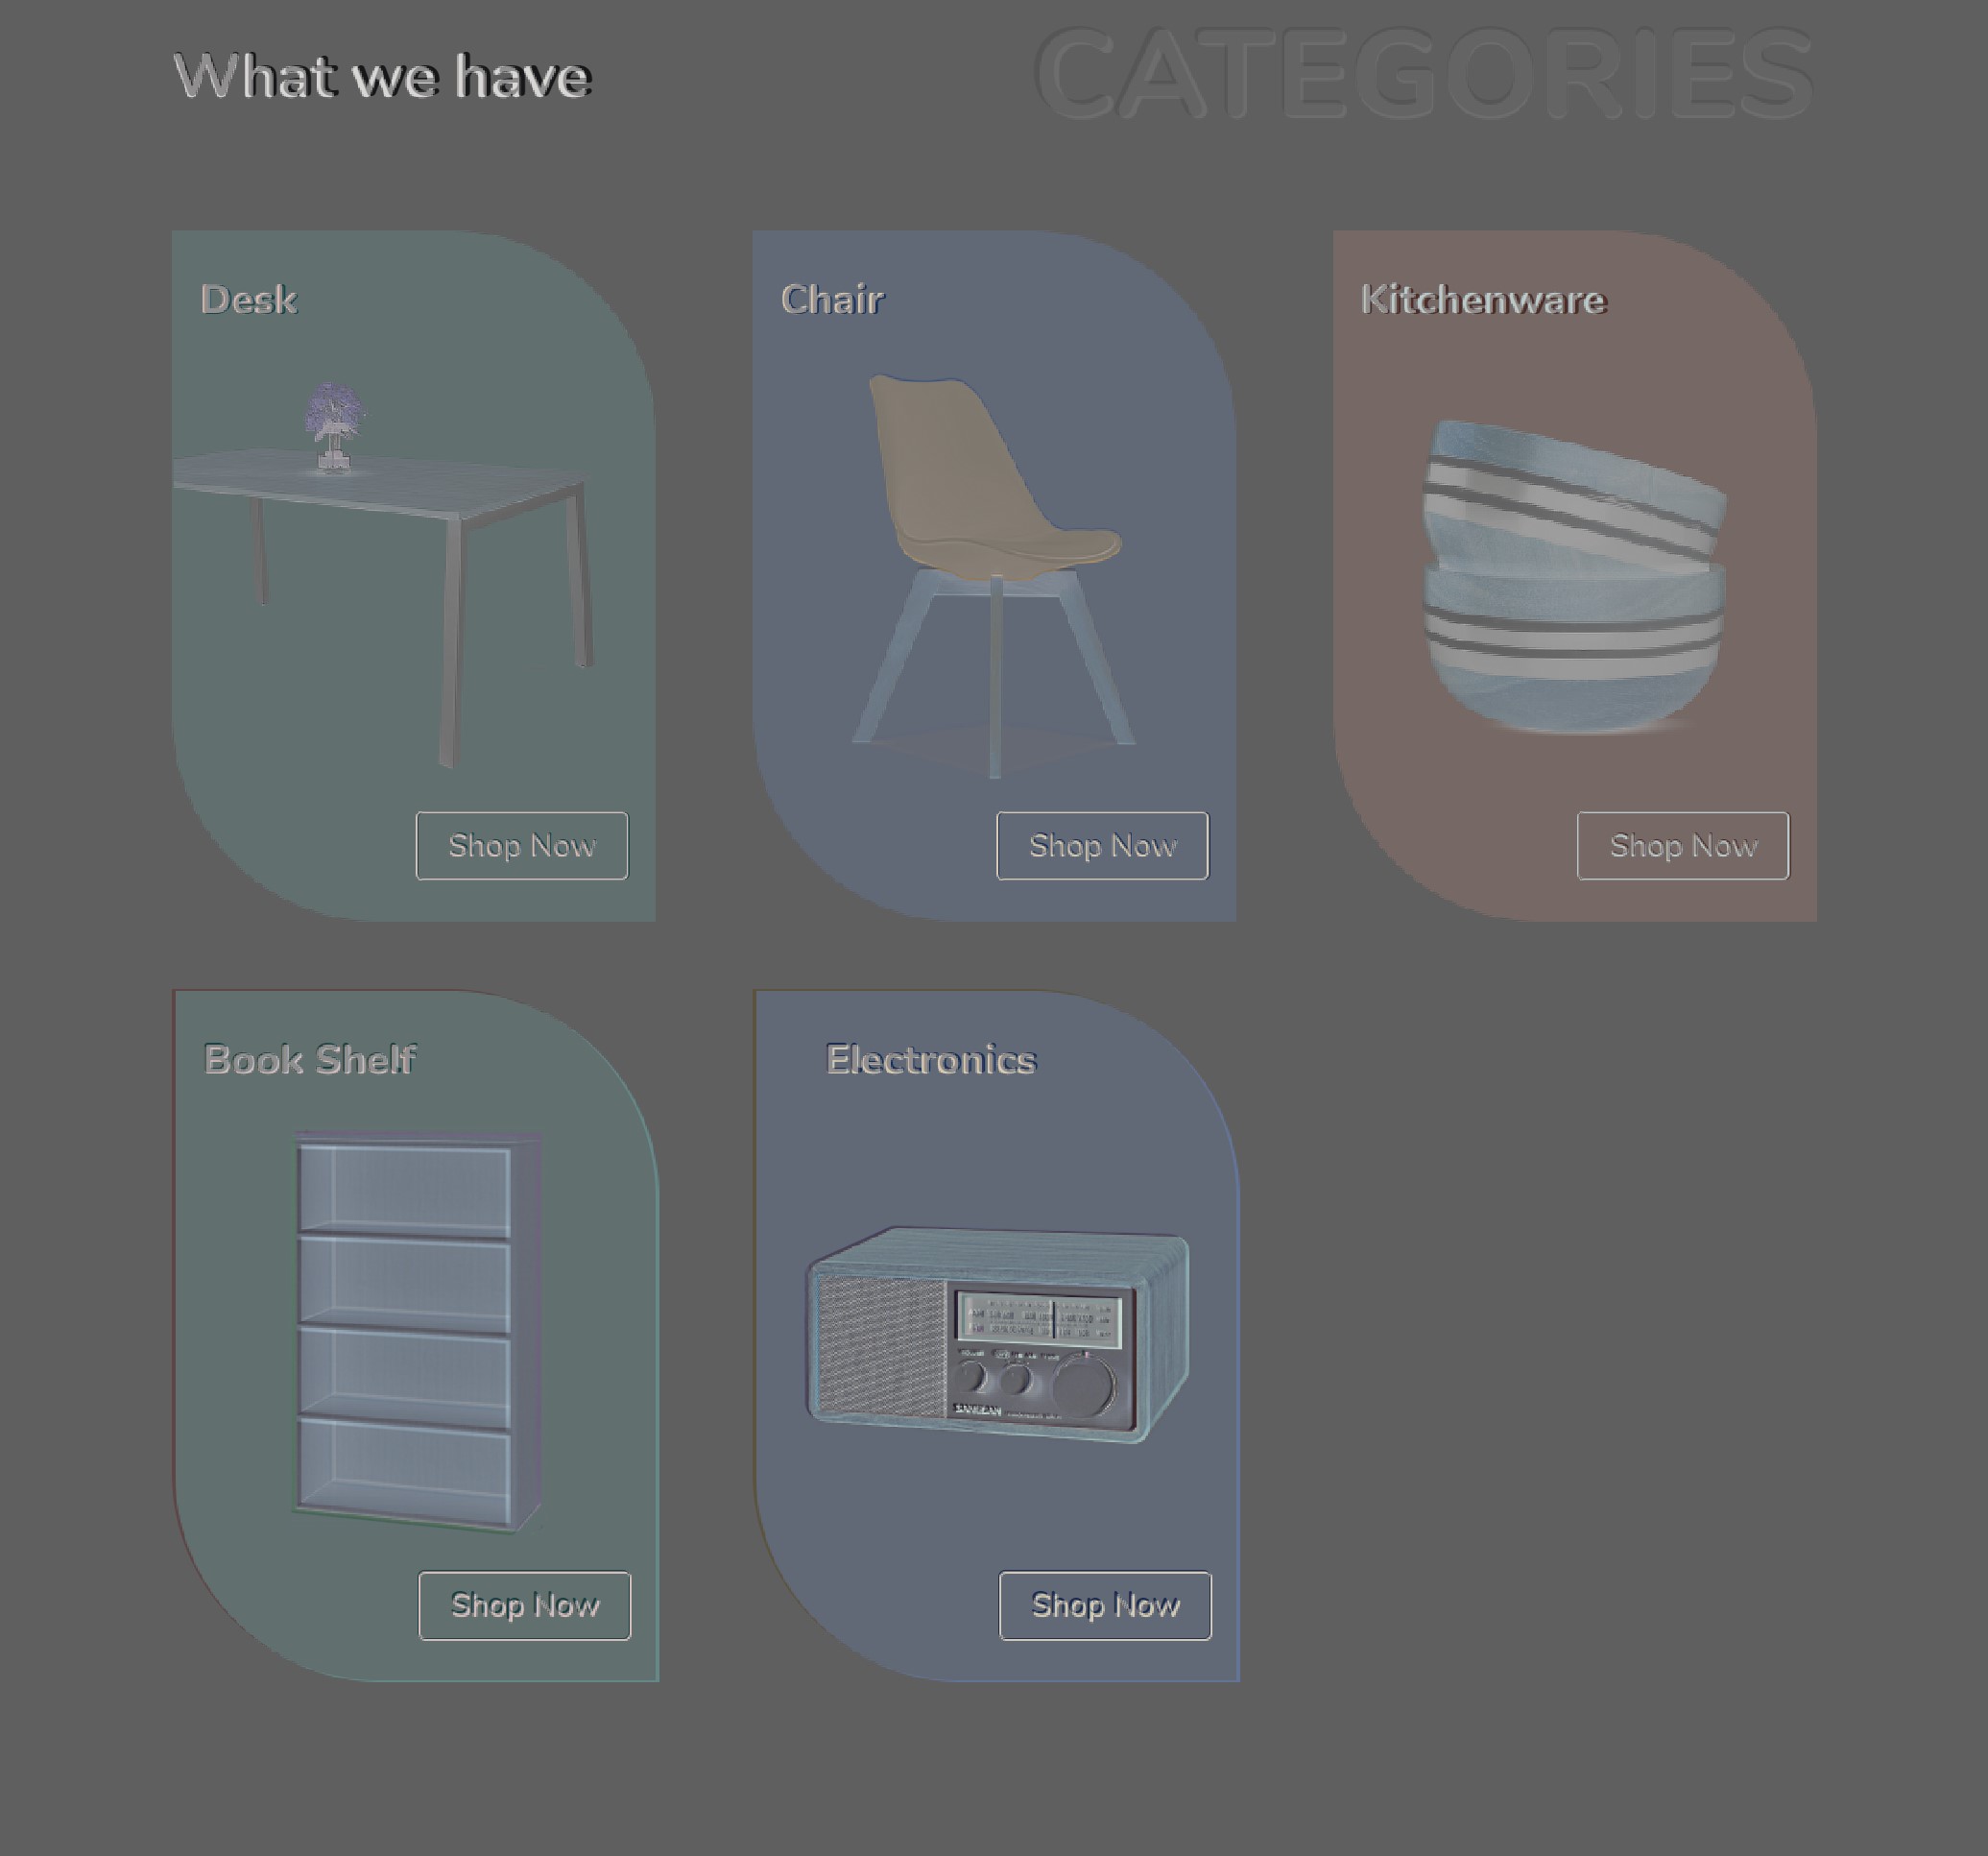 What we have
CATEGORIES
Desk
Chair
Kitchenware
Shop Now
Shop Now
Shop Now
Book Shelf
Electronics
Shop Now
Shop Now